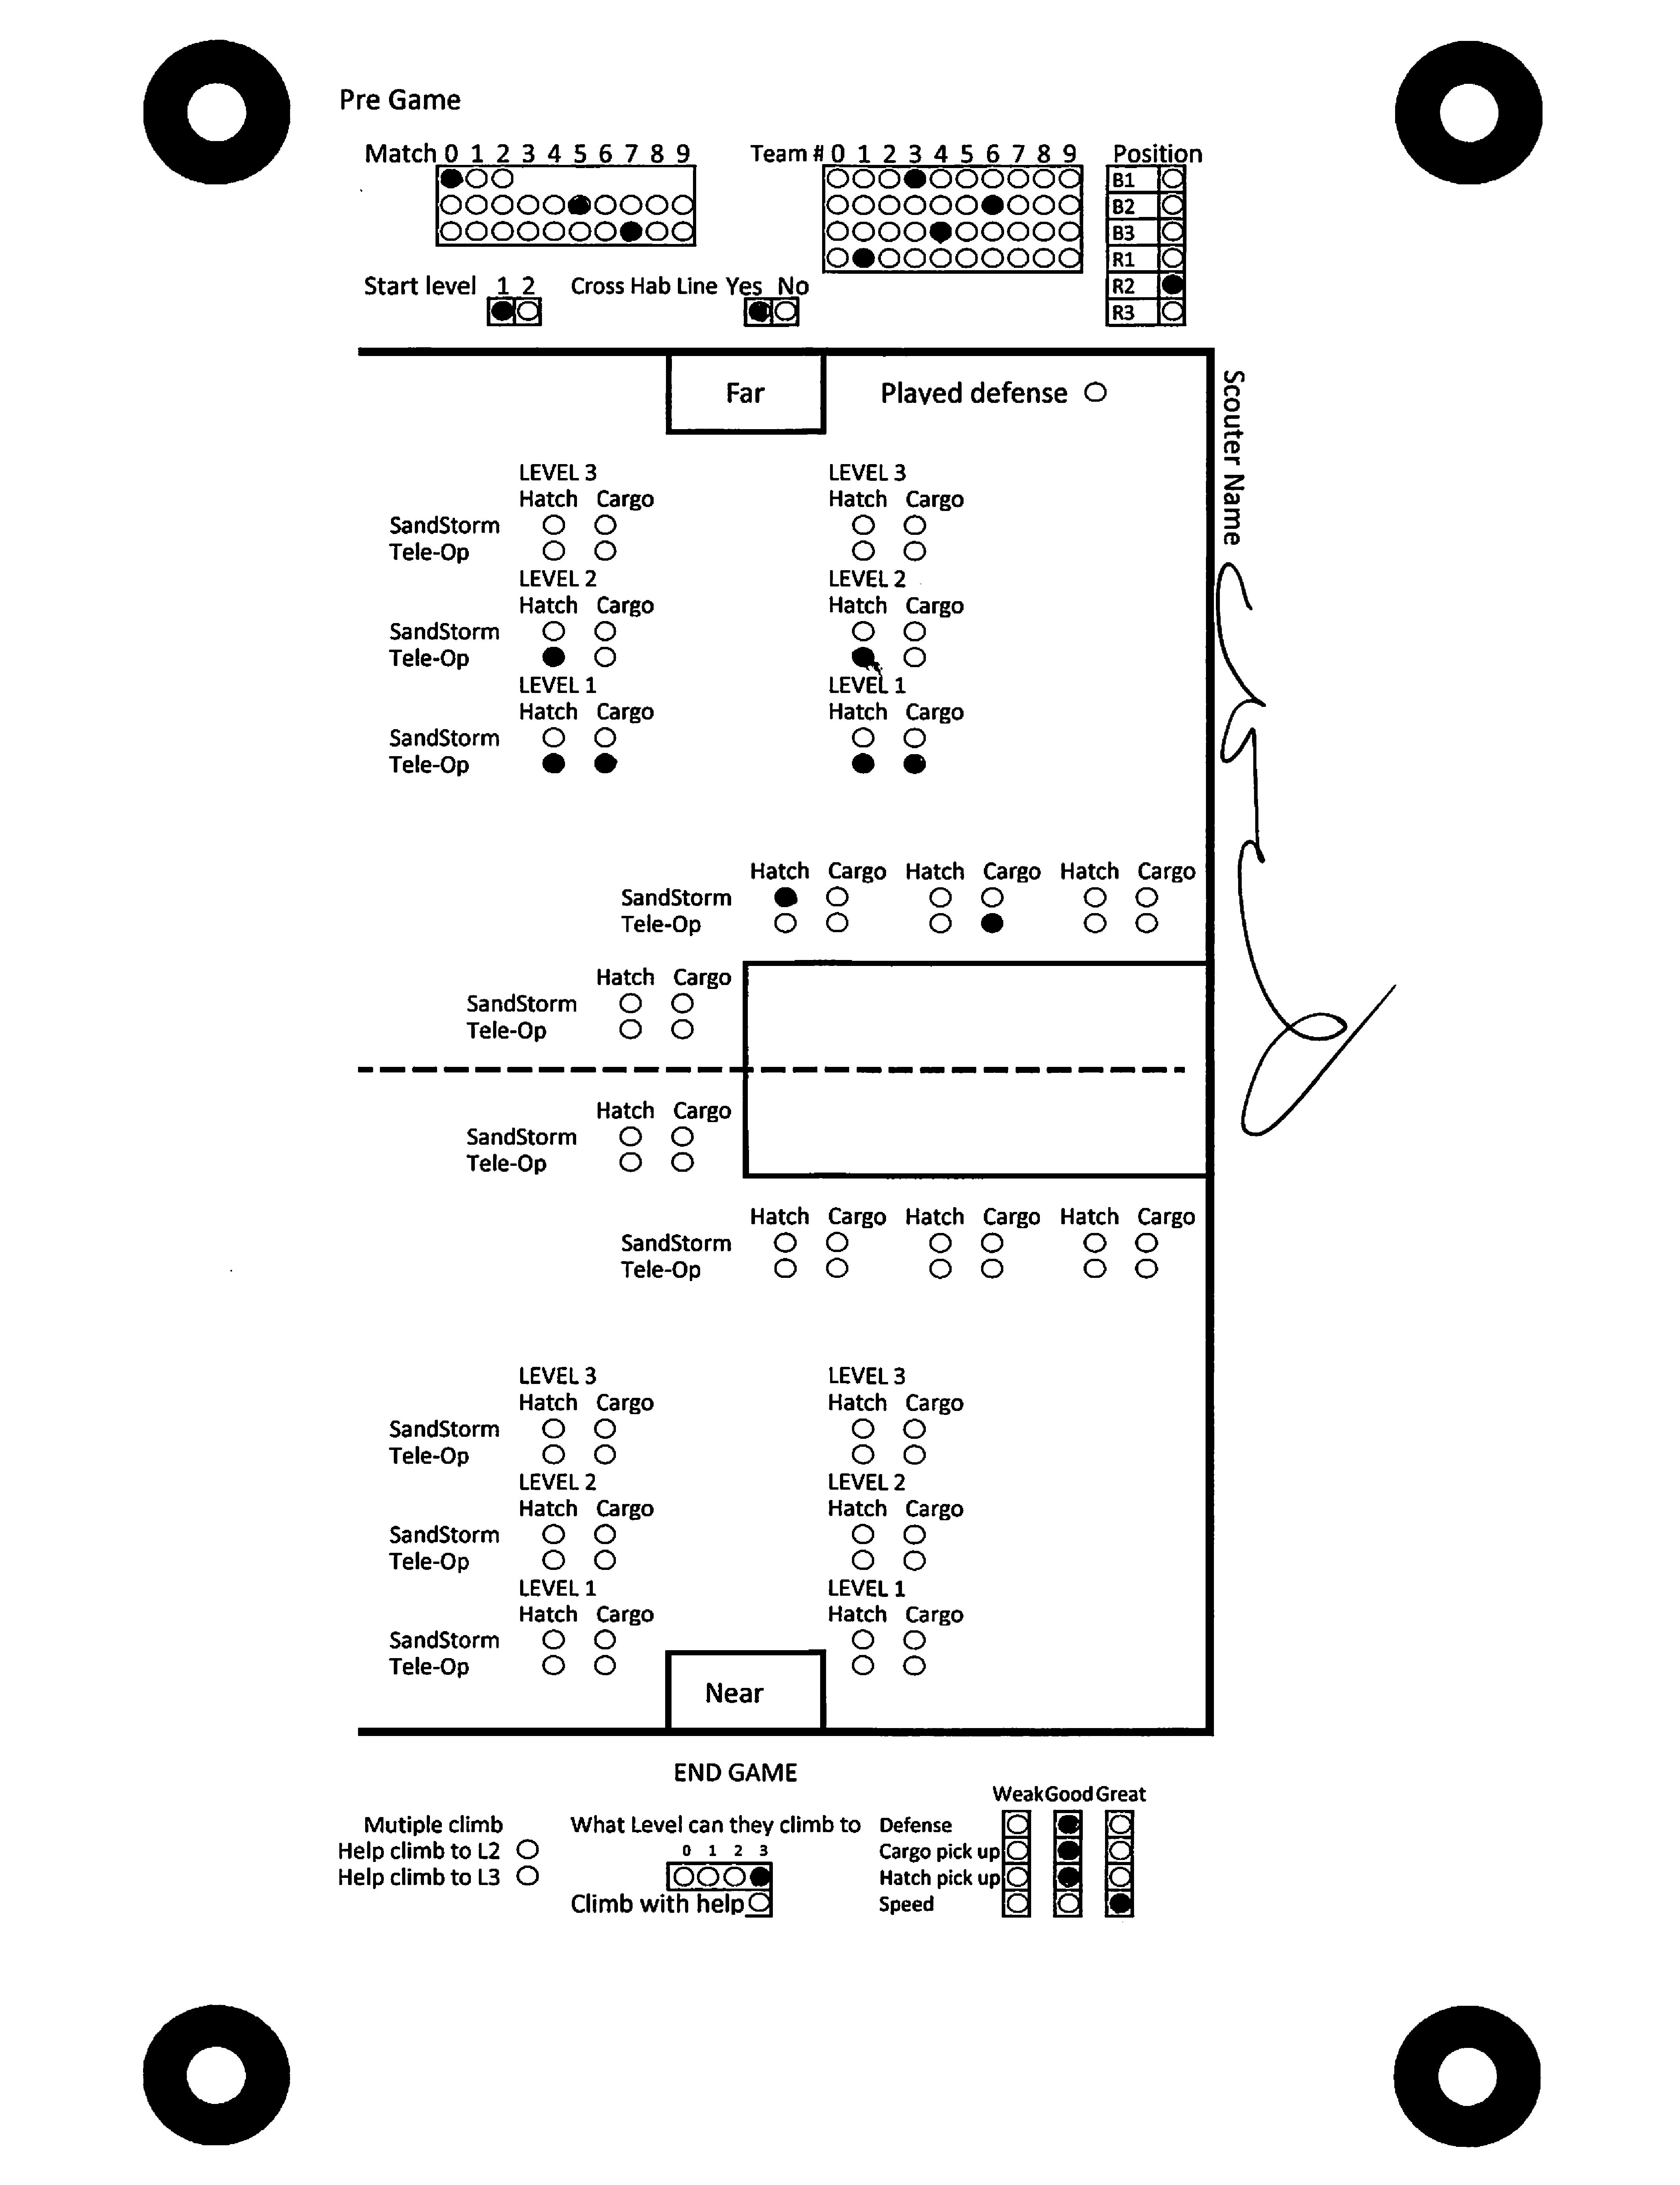 Pre Game
Match 0 1 2 3 4 5 6 7 8 9
Team # 0 1 2 3 4 5 6 7 8 9
Position
B1
B2
B3
R1
R2
R3
Start level 1 2
Cross Hab Line Yes No
Far
Played defense
Scouter Name
LEVEL 3 LEVEL 3
Hatch Cargo Hatch Cargo
SandStorm
Tele-Op
LEVEL 2 LEVEL 2
Hatch Cargo Hatch Cargo
SandStorm
Tele-Op
LEVEL 1 LEVEL 1
Hatch Cargo Hatch Cargo
SandStorm
Tele-Op
Hatch Cargo Hatch Cargo Hatch Cargo
SandStorm
Tele-Op
Hatch Cargo
SandStorm
Tele-Op
Hatch Cargo
SandStorm
Tele-Op
Hatch Cargo Hatch Cargo Hatch Cargo
SandStorm
Tele-Op
LEVEL 3 LEVEL 3
Hatch Cargo Hatch Cargo
SandStorm
Tele-Op
LEVEL 2 LEVEL 2
Hatch Cargo Hatch Cargo
SandStorm
Tele-Op
LEVEL 1 LEVEL 1
Hatch Cargo Hatch Cargo
SandStorm
Tele-Op
Near
END GAME
Mutiple climb
Help climb to L2
Help climb to L3
What Level can they climb to
0 1 2 3
Climb with help
Weak Good Great
Defense
Cargo pick up
Hatch pick up
Speed